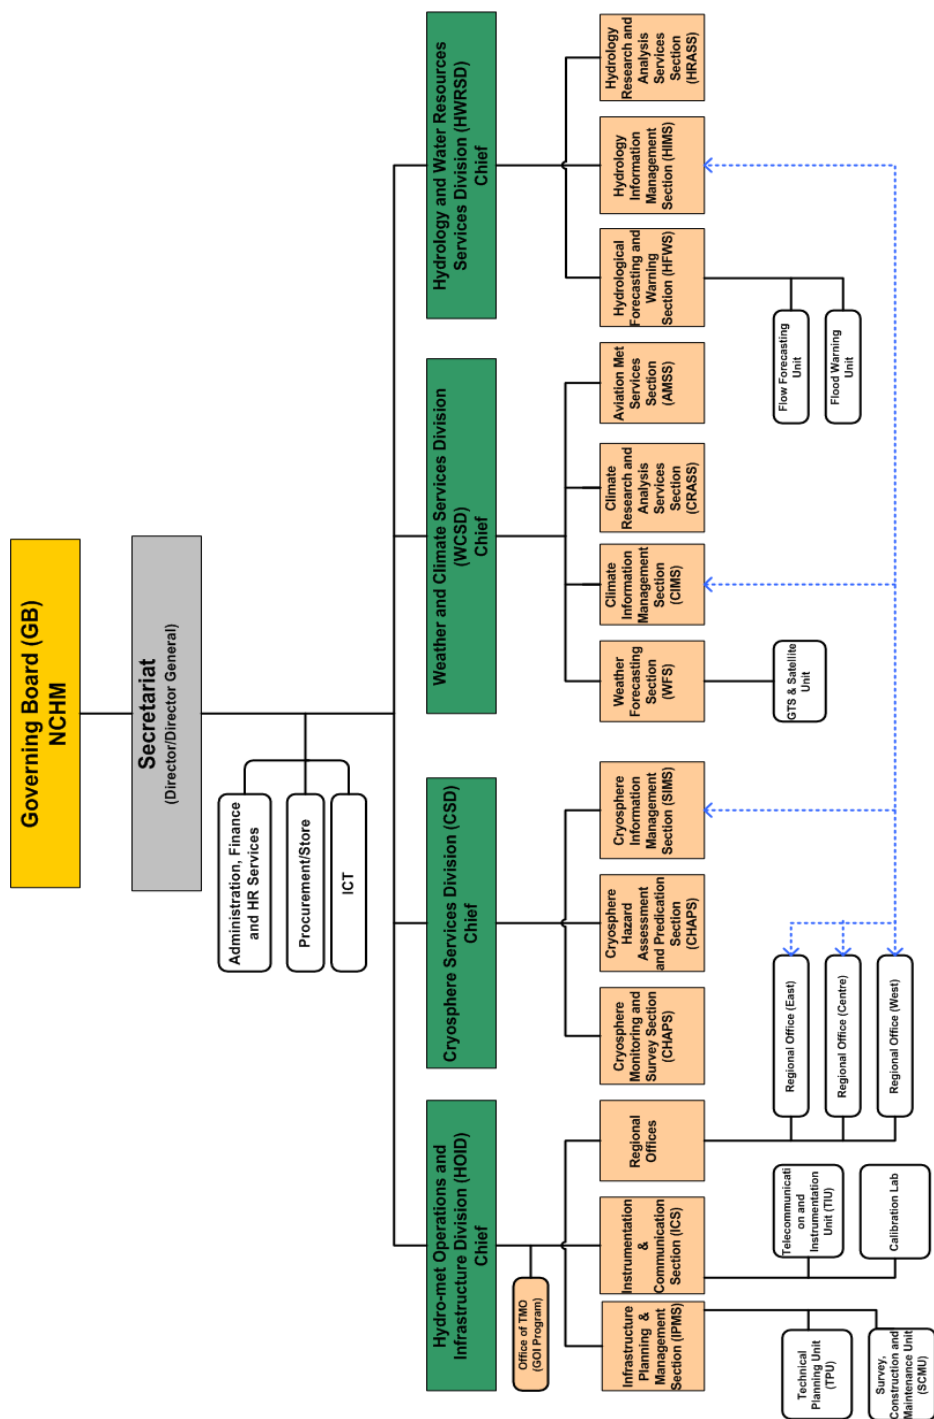 Governing Board (GB)
NCHM
Secretariat
(Director/Director General)
Administration, Finance
and HR Services
Procurement/Store
ICT
Hydro-met Operations and
Infrastructure Division (HOID)
Chief
Cryosphere Services Division (CSD)
Chief
Weather and Climate Services Division
(WCSD)
Chief
Hydrology and Water Resources
Services Division (HWRSD)
Chief
Office of TMO
(GOI Program)
Infrastructure
Planning &
Management
Section (IPMS)
Instrumentation
&
Communication
Section (ICS)
Regional
Offices
Cryosphere
Monitoring and
Survey Section
(CHAPS)
Cryosphere
Hazard
Assessment
and Predication
Section
(CHAPS)
Cryosphere
Information
Management
Section (SIMS)
Weather
Forecasting
Section
(WFS)
Climate
Information
Management
Section
(CIMS)
Climate
Research and
Analysis
Services
Section
(CRASS)
Aviation Met
Services
Section
(AMSS)
Hydrological
Forecasting and
Warning
Section (HFWS)
Hydrology
Information
Management
Section (HIMS)
Hydrology
Research and
Analysis
Services
Section
(HRASS)
Technical
Planning Unit
(TPU)
Survey,
Construction and
Maintenance Unit
(SCMU)
Telecommunicati
on and
Instrumentation
Unit (TIU)
Calibration Lab
Regional Office (East)
Regional Office (Centre)
Regional Office (West)
GTS & Satellite
Unit
Flow Forecasting
Unit
Flood Warning
Unit